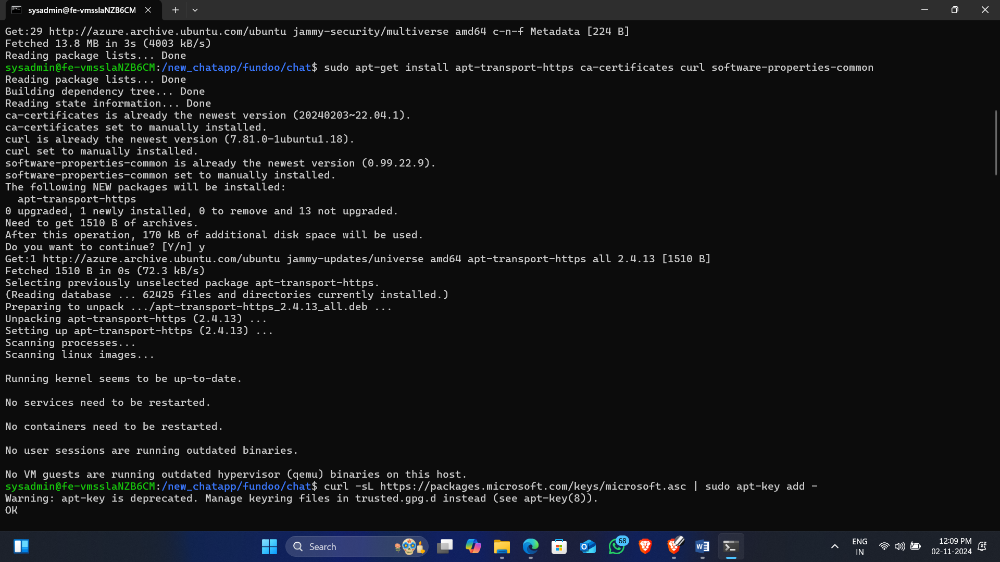 sysadmin@fe-vmsslaNZB6CM
Get:29 http://azure.archive.ubuntu.com/ubuntu jammy-security/multiverse amd64 c-n-f Metadata [224 B]
Fetched 13.8 MB in 3s (4003 kB/s)
Reading package lists... Done
sysadmin@fe-vmsslaNZB6CM:/new_chatapp/fundoo/chat$ sudo apt-get install apt-transport-https ca-certificates curl software-properties-common
Reading package lists... Done
Building dependency tree... Done
Reading state information... Done
ca-certificates is already the newest version (20240203~22.04.1).
ca-certificates set to manually installed.
curl is already the newest version (7.81.0-1ubuntu1.18).
curl set to manually installed.
software-properties-common is already the newest version (0.99.22.9).
software-properties-common set to manually installed.
The following NEW packages will be installed:
  apt-transport-https
0 upgraded, 1 newly installed, 0 to remove and 13 not upgraded.
Need to get 1510 B of archives.
After this operation, 170 kB of additional disk space will be used.
Do you want to continue? [Y/n] y
Get:1 http://azure.archive.ubuntu.com/ubuntu jammy-updates/universe amd64 apt-transport-https all 2.4.13 [1510 B]
Fetched 1510 B in 0s (72.3 kB/s)
Selecting previously unselected package apt-transport-https.
(Reading database ... 62425 files and directories currently installed.)
Preparing to unpack .../apt-transport-https_2.4.13_all.deb ...
Unpacking apt-transport-https (2.4.13) ...
Setting up apt-transport-https (2.4.13) ...
Scanning processes...
Scanning linux images...
Running kernel seems to be up-to-date.
No services need to be restarted.
No containers need to be restarted.
No user sessions are running outdated binaries.
No VM guests are running outdated hypervisor (qemu) binaries on this host.
sysadmin@fe-vmsslaNZB6CM:/new_chatapp/fundoo/chat$ curl -sL https://packages.microsoft.com/keys/microsoft.asc | sudo apt-key add -
Warning: apt-key is deprecated. Manage keyring files in trusted.gpg.d instead (see apt-key(8)).
OK
Search
68
ENG
IN
12:09 PM
02-11-2024